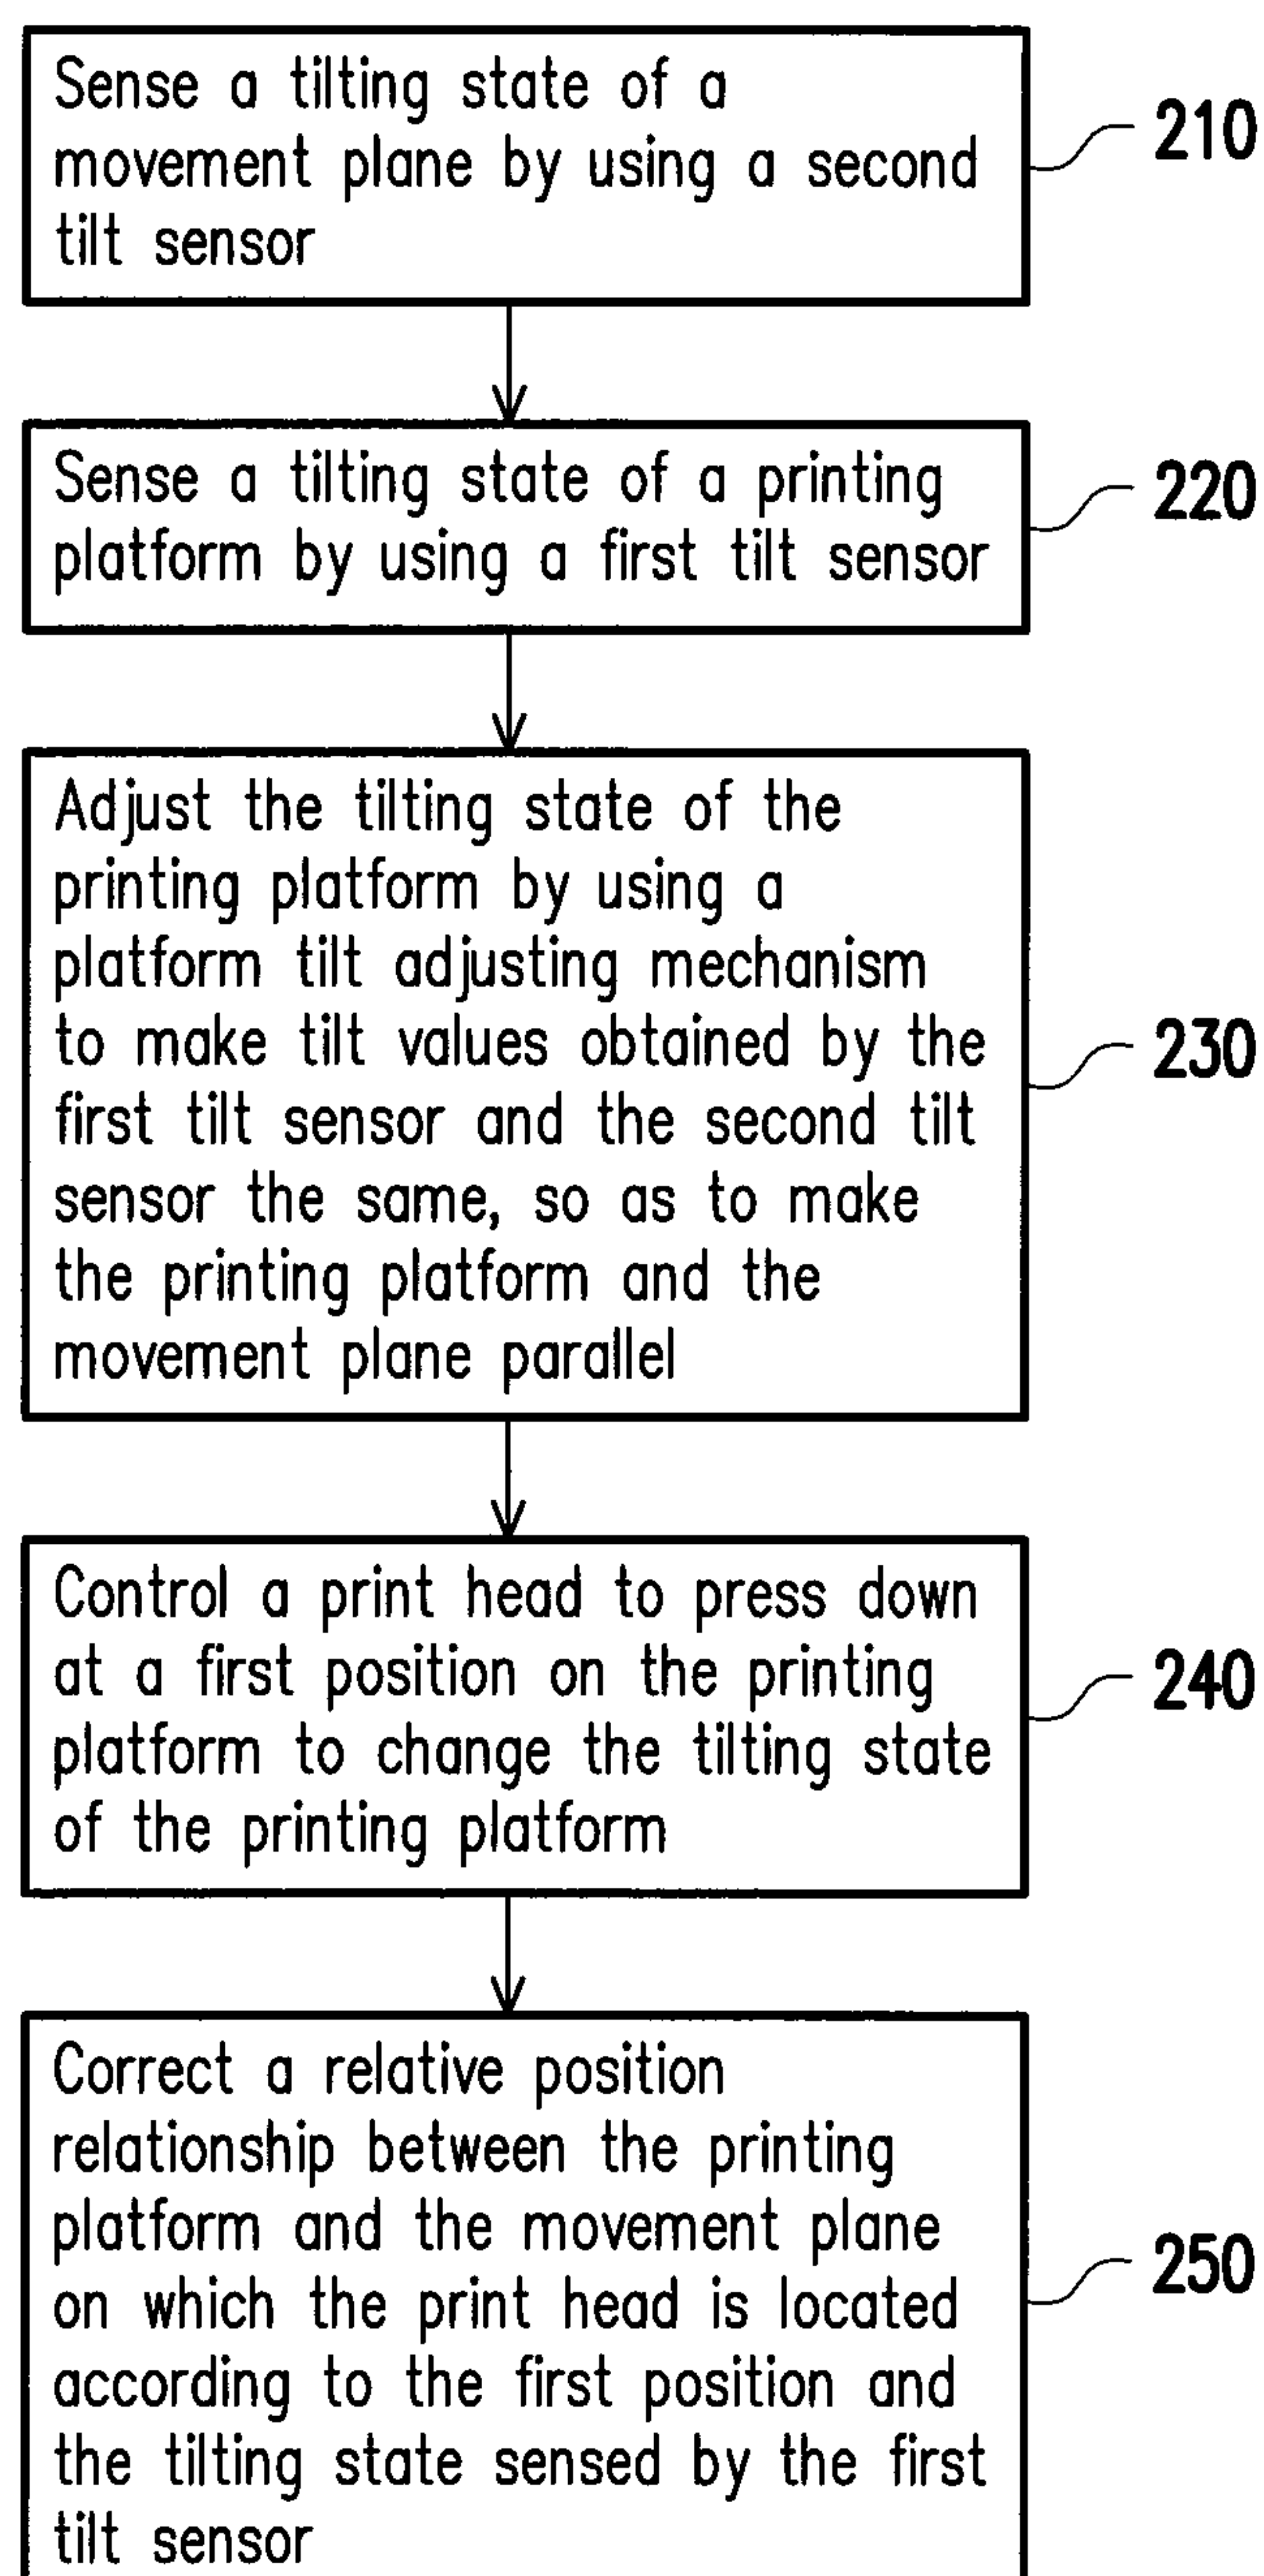 Sense a tilting state of a
movement plane by using a second
tilt sensor
210
Sense a tilting state of a printing
platform by using a first tilt sensor
220
Adjust the tilting state of the
printing platform by using a
platform tilt adjusting mechanism
to make tilt values obtained by the
first tilt sensor and the second tilt
sensor the same, so as to make
the printing platform and the
movement plane parallel
230
Control a print head to press down
at a first position on the printing
platform to change the tilting state
of the printing platform
240
Correct a relative position
relationship between the printing
platform and the movement plane
on which the print head is located
according to the first position and
the tilting state sensed by the first
tilt sensor
250